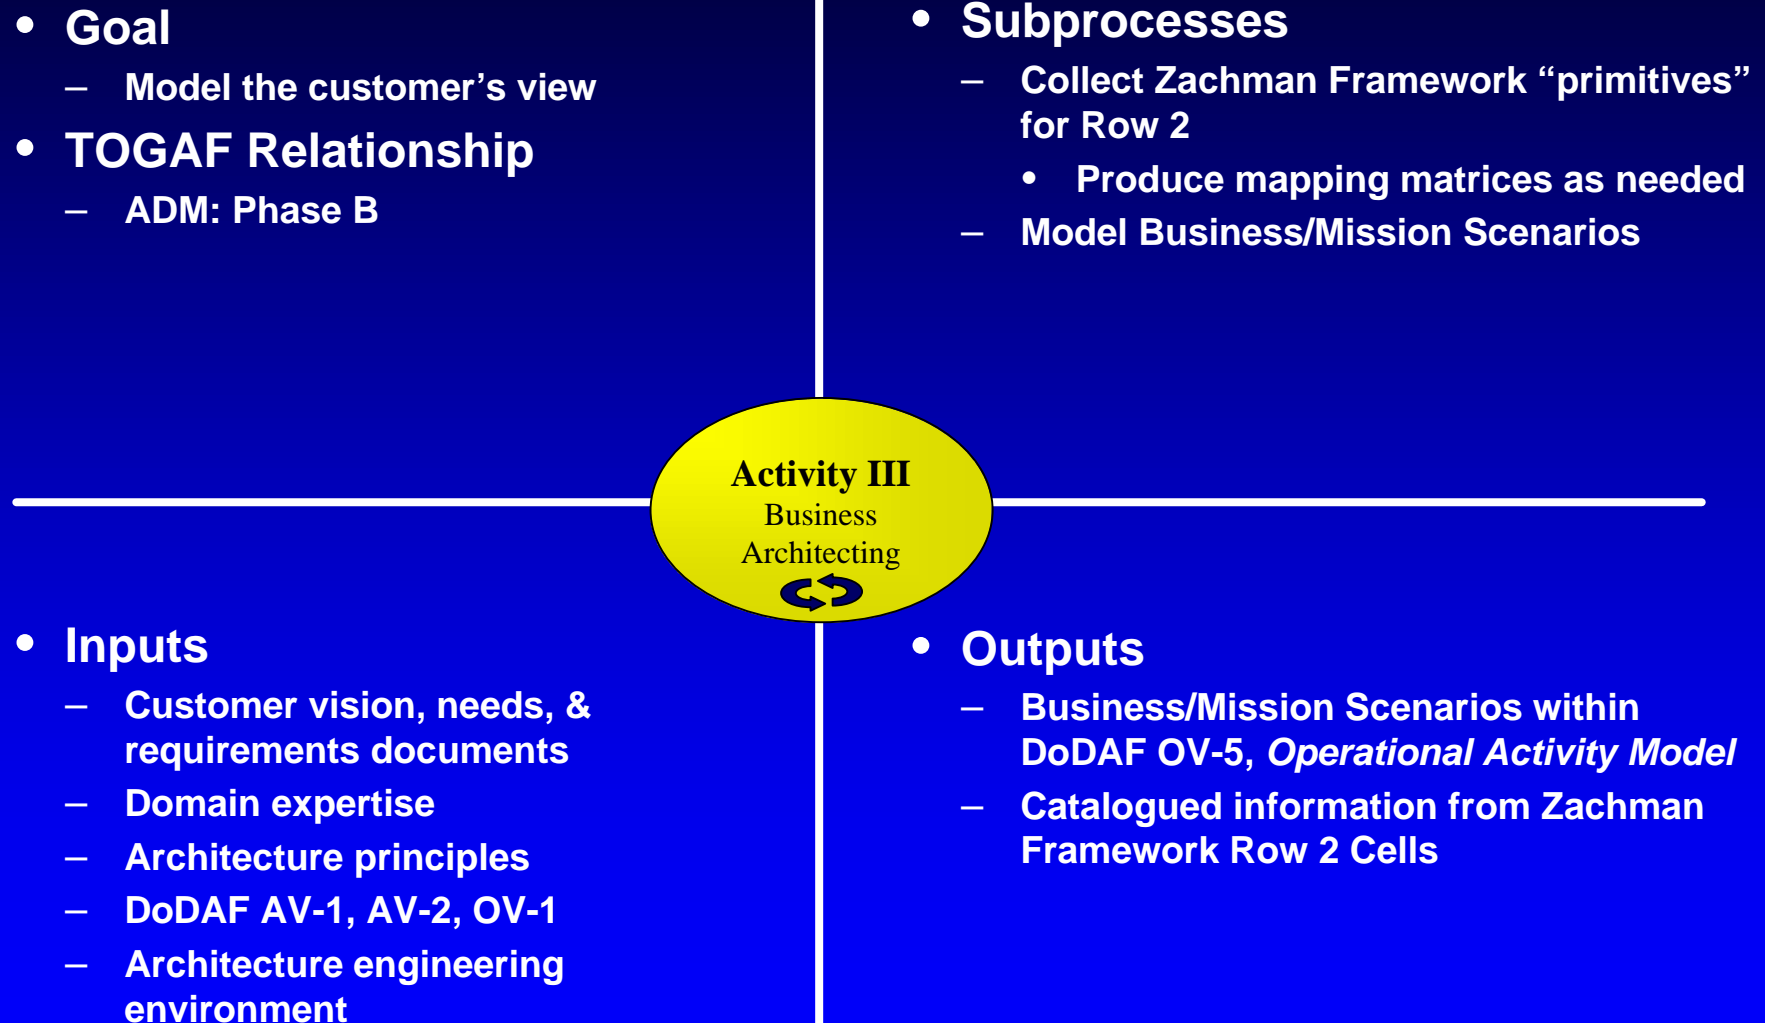 • Goal
– Model the customer’s view
• TOGAF Relationship
– ADM: Phase B
• Subprocesses
– Collect Zachman Framework “primitives”
for Row 2
• Produce mapping matrices as needed
– Model Business/Mission Scenarios
Activity III
Business
Architecting
• Inputs
– Customer vision, needs, &
requirements documents
– Domain expertise
– Architecture principles
– DoDAF AV-1, AV-2, OV-1
– Architecture engineering
environment
• Outputs
– Business/Mission Scenarios within
DoDAF OV-5, Operational Activity Model
– Catalogued information from Zachman
Framework Row 2 Cells